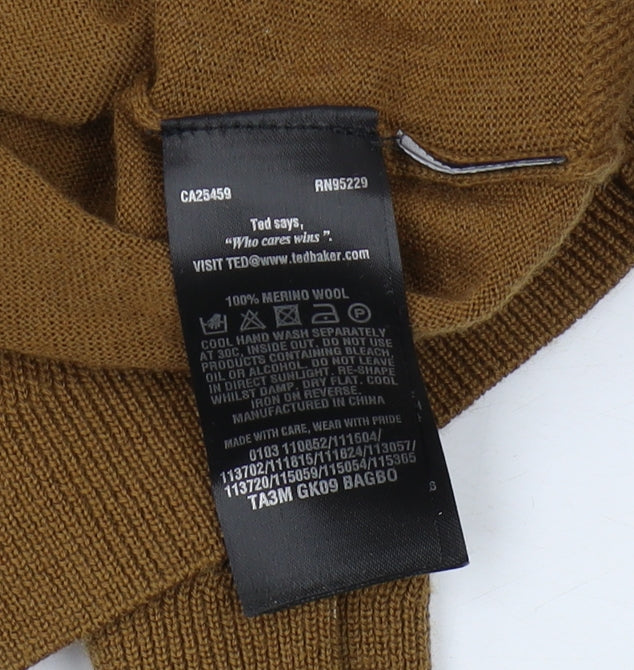 CA25459 RN95229
Ted says,
"Who cares wins".
VISIT TED@www.tedbaker.com
100% MERINO WOOL
P
COOL HAND WASH SEPARATELY
AT 30C, INSIDE OUT, DO NOT USE
PRODUCTS CONTAINING BLEACH,
OIL OR ALCOHOL. DO NOT LEAVE
IN DIRECT SUNLIGHT. RE-SHAPE
WHILST DAMP, DRY FLAT. COOL
IRON ON REVERSE.
MANUFACTURED IN CHINA
MADE WITH CARE, WEAR WITH PRIDE
0103 110852/111504/
113702/111815/111824/113057/
113720/115059/115054/115365
TA3M GK09 BAGBO